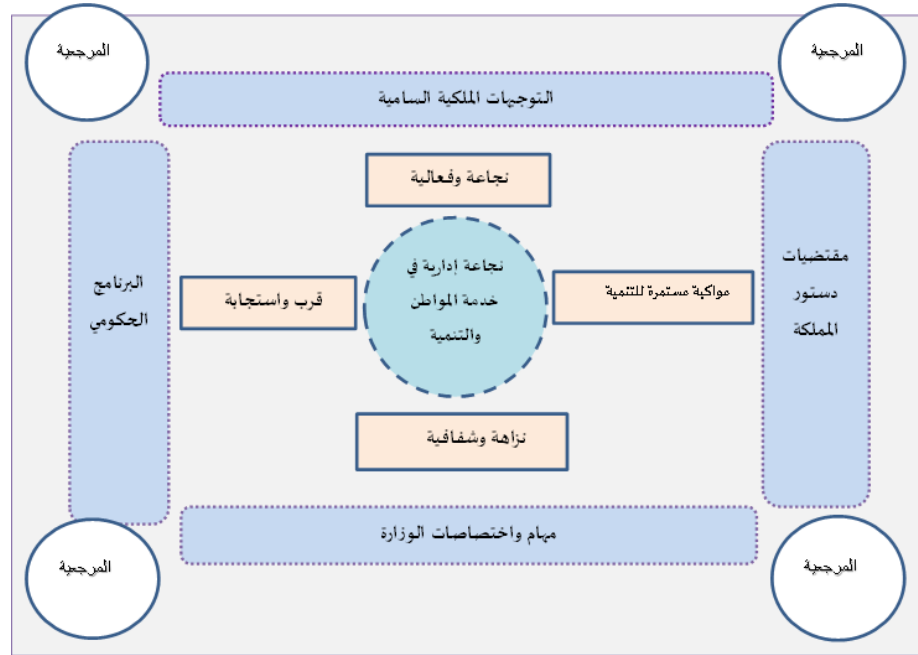 المرجعية
المرجعية
التوجيهات الملكية السامية
نجاعة وفعالية
مقتضيات
دستور
المملكة
مواكبة مستمرة للتنمية
نجاعة إدارية في
خدمة المواطن
والتنمية
قرب واستجابة
البرنامج
الحكومي
نزاهة وشفافية
مهام واختصاصات الوزارة
المرجعية
المرجعية